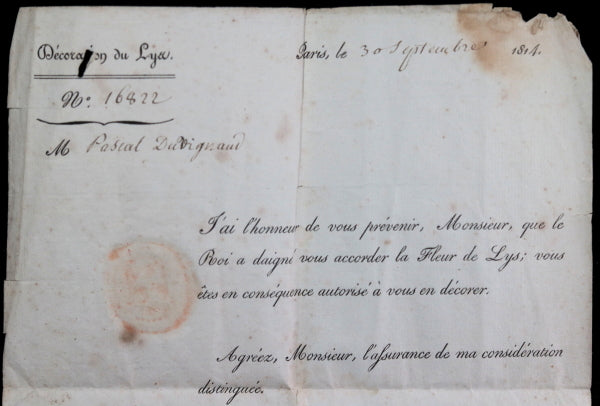 Décoration du Lys.
Paris, le 30 Septembre 1814.
N.º 16822
M Pascal Duvignaud
J'ai l'honneur de vous prévenir, Monsieur, que le
Roi a daigné vous accorder la Fleur de Lys; vous
êtes en conséquence autorisé à vous en décorer.
Agréez, Monsieur, l'assurance de ma considération
distinguée.